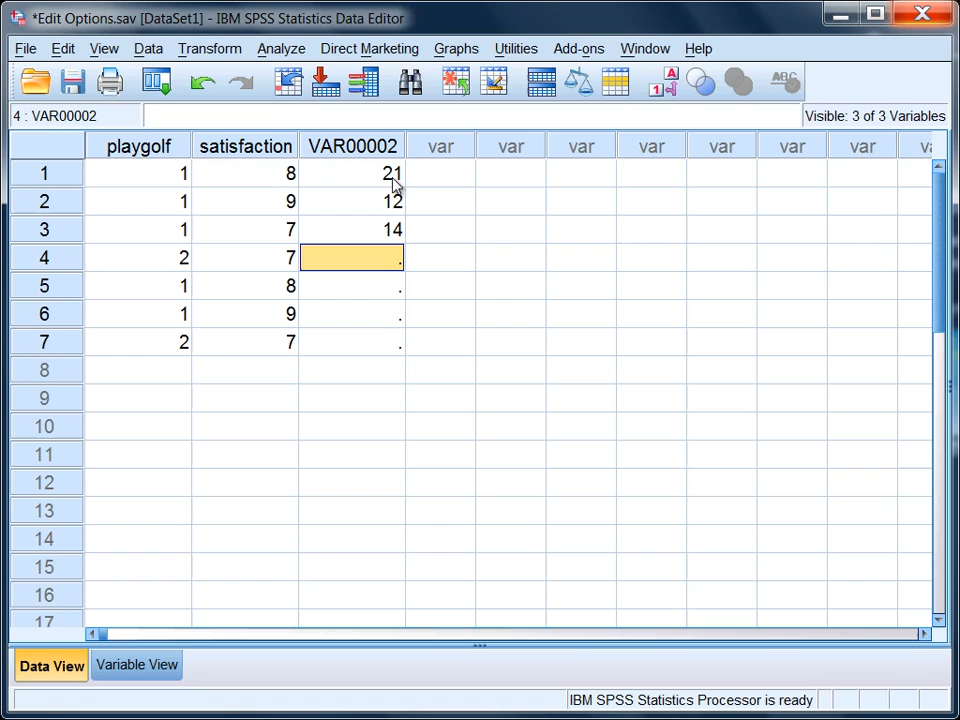 *Edit Options.sav [DataSet1] - IBM SPSS Statistics Data Editor
File Edit View Data Transform Analyze Direct Marketing Graphs Utilities Add-ons Window Help
4 : VAR00002 Visible: 3 of 3 Variables
playgolf satisfaction VAR00002 var var var var var var var va
1 1 8 21
2 1 9 12
3 1 7 14
4 2 7 .
5 1 8 .
6 1 9 .
7 2 7 .
8
9
10
11
12
13
14
15
16
17
Data View Variable View
IBM SPSS Statistics Processor is ready